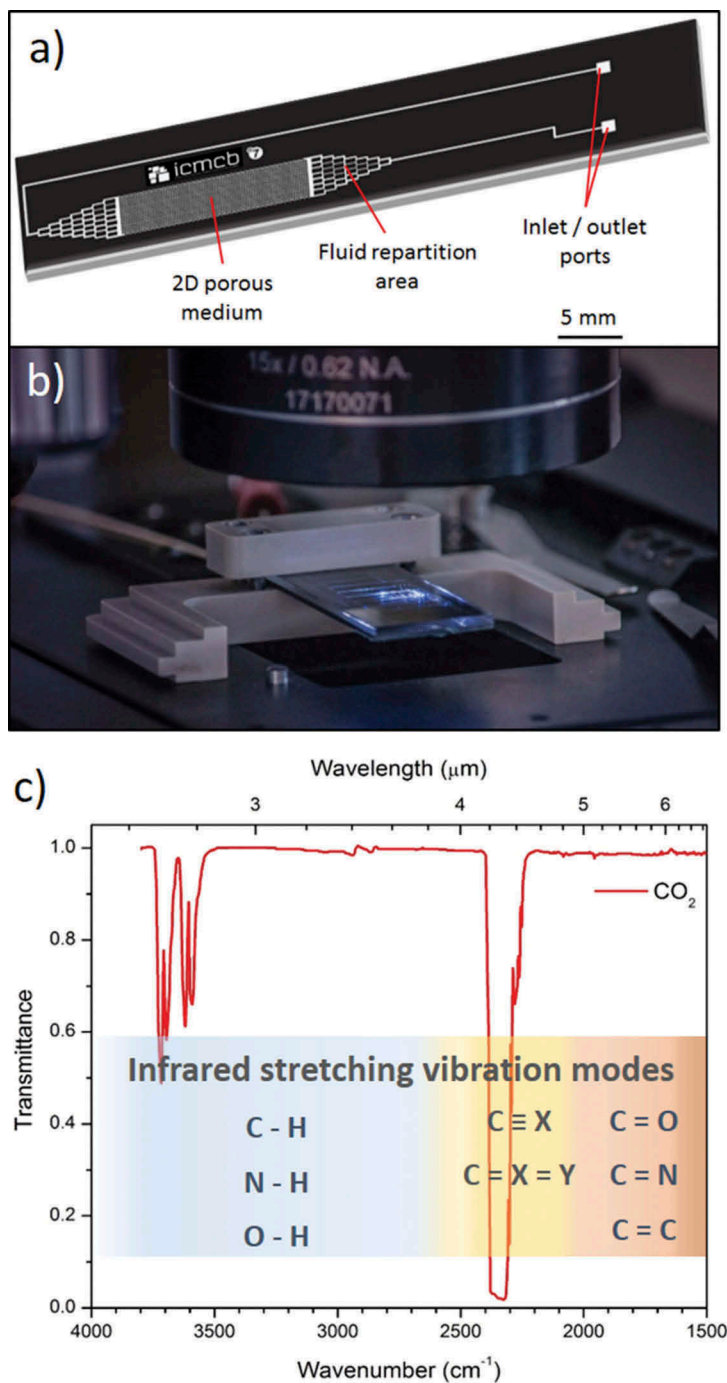 a)
icmcb
Fluid repartition
area
Inlet / outlet
ports
2D porous
medium
5 mm
b)
15x / 0.62 N.A.
17170071
c)
Wavelength (μm)
3 4 5 6
1.0
0.8
0.6
0.4
0.2
0.0
Transmittance
CO₂
Infrared stretching vibration modes
C - H C ≡ X C = O
N - H C = X = Y C = N
O - H C = C
4000 3500 3000 2500 2000 1500
Wavenumber (cm⁻¹)